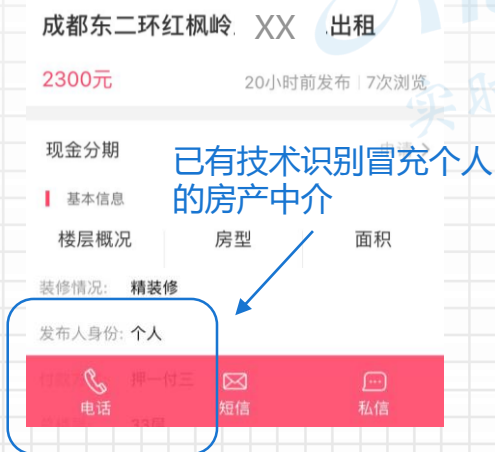 成都东二环红枫岭 XX 出租
2300元
20小时前发布 | 7次浏览
现金分期
已有技术识别冒充个人
的房产中介
基本信息
楼层概况 房型 面积
装修情况: 精装修
发布人身份: 个人
押一付三
电话 短信 私信